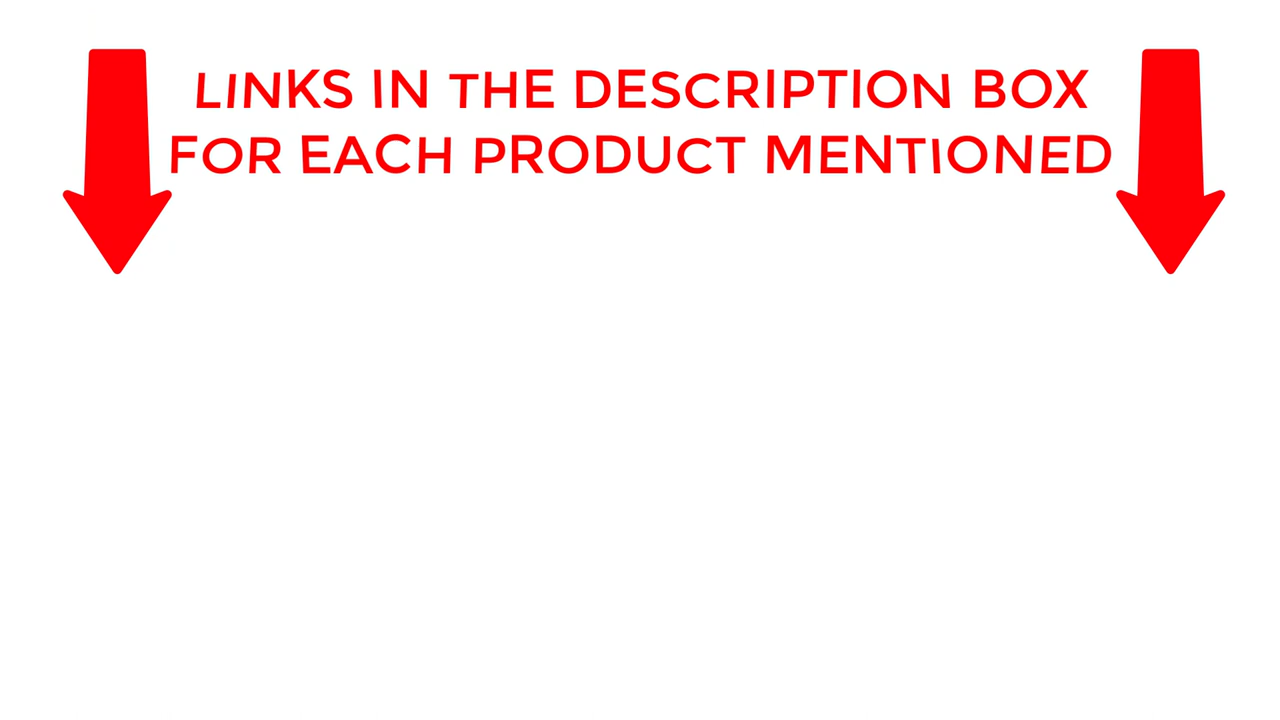 LINKS IN THE DESCRIPTION BOX
FOR EACH PRODUCT MENTIONED